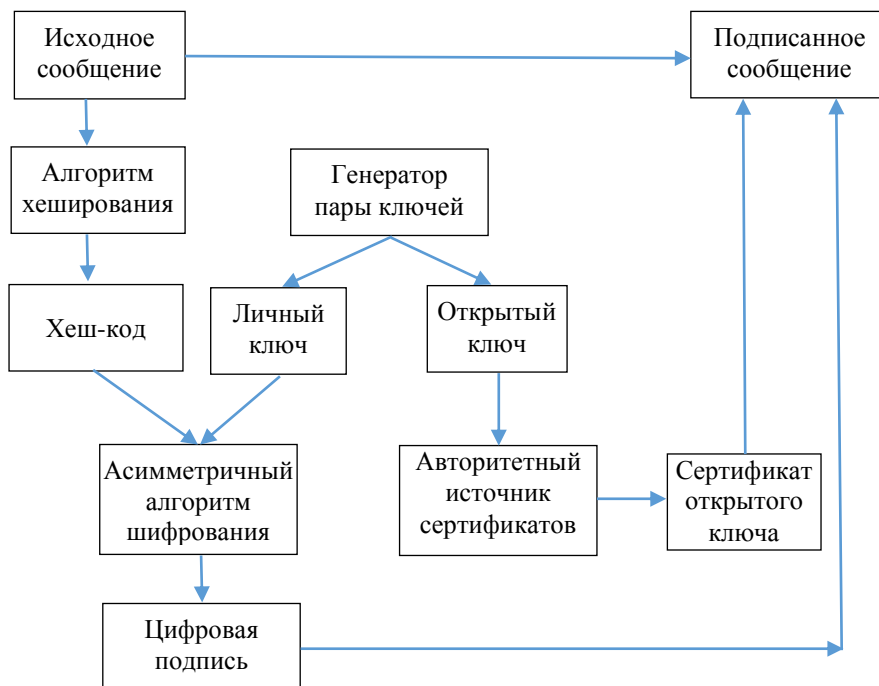 Исходное
сообщение
Подписанное
сообщение
Алгоритм
хеширования
Генератор
пары ключей
Хеш-код
Личный
ключ
Открытый
ключ
Асимметричный
алгоритм
шифрования
Авторитетный
источник
сертификатов
Сертификат
открытого
ключа
Цифровая
подпись